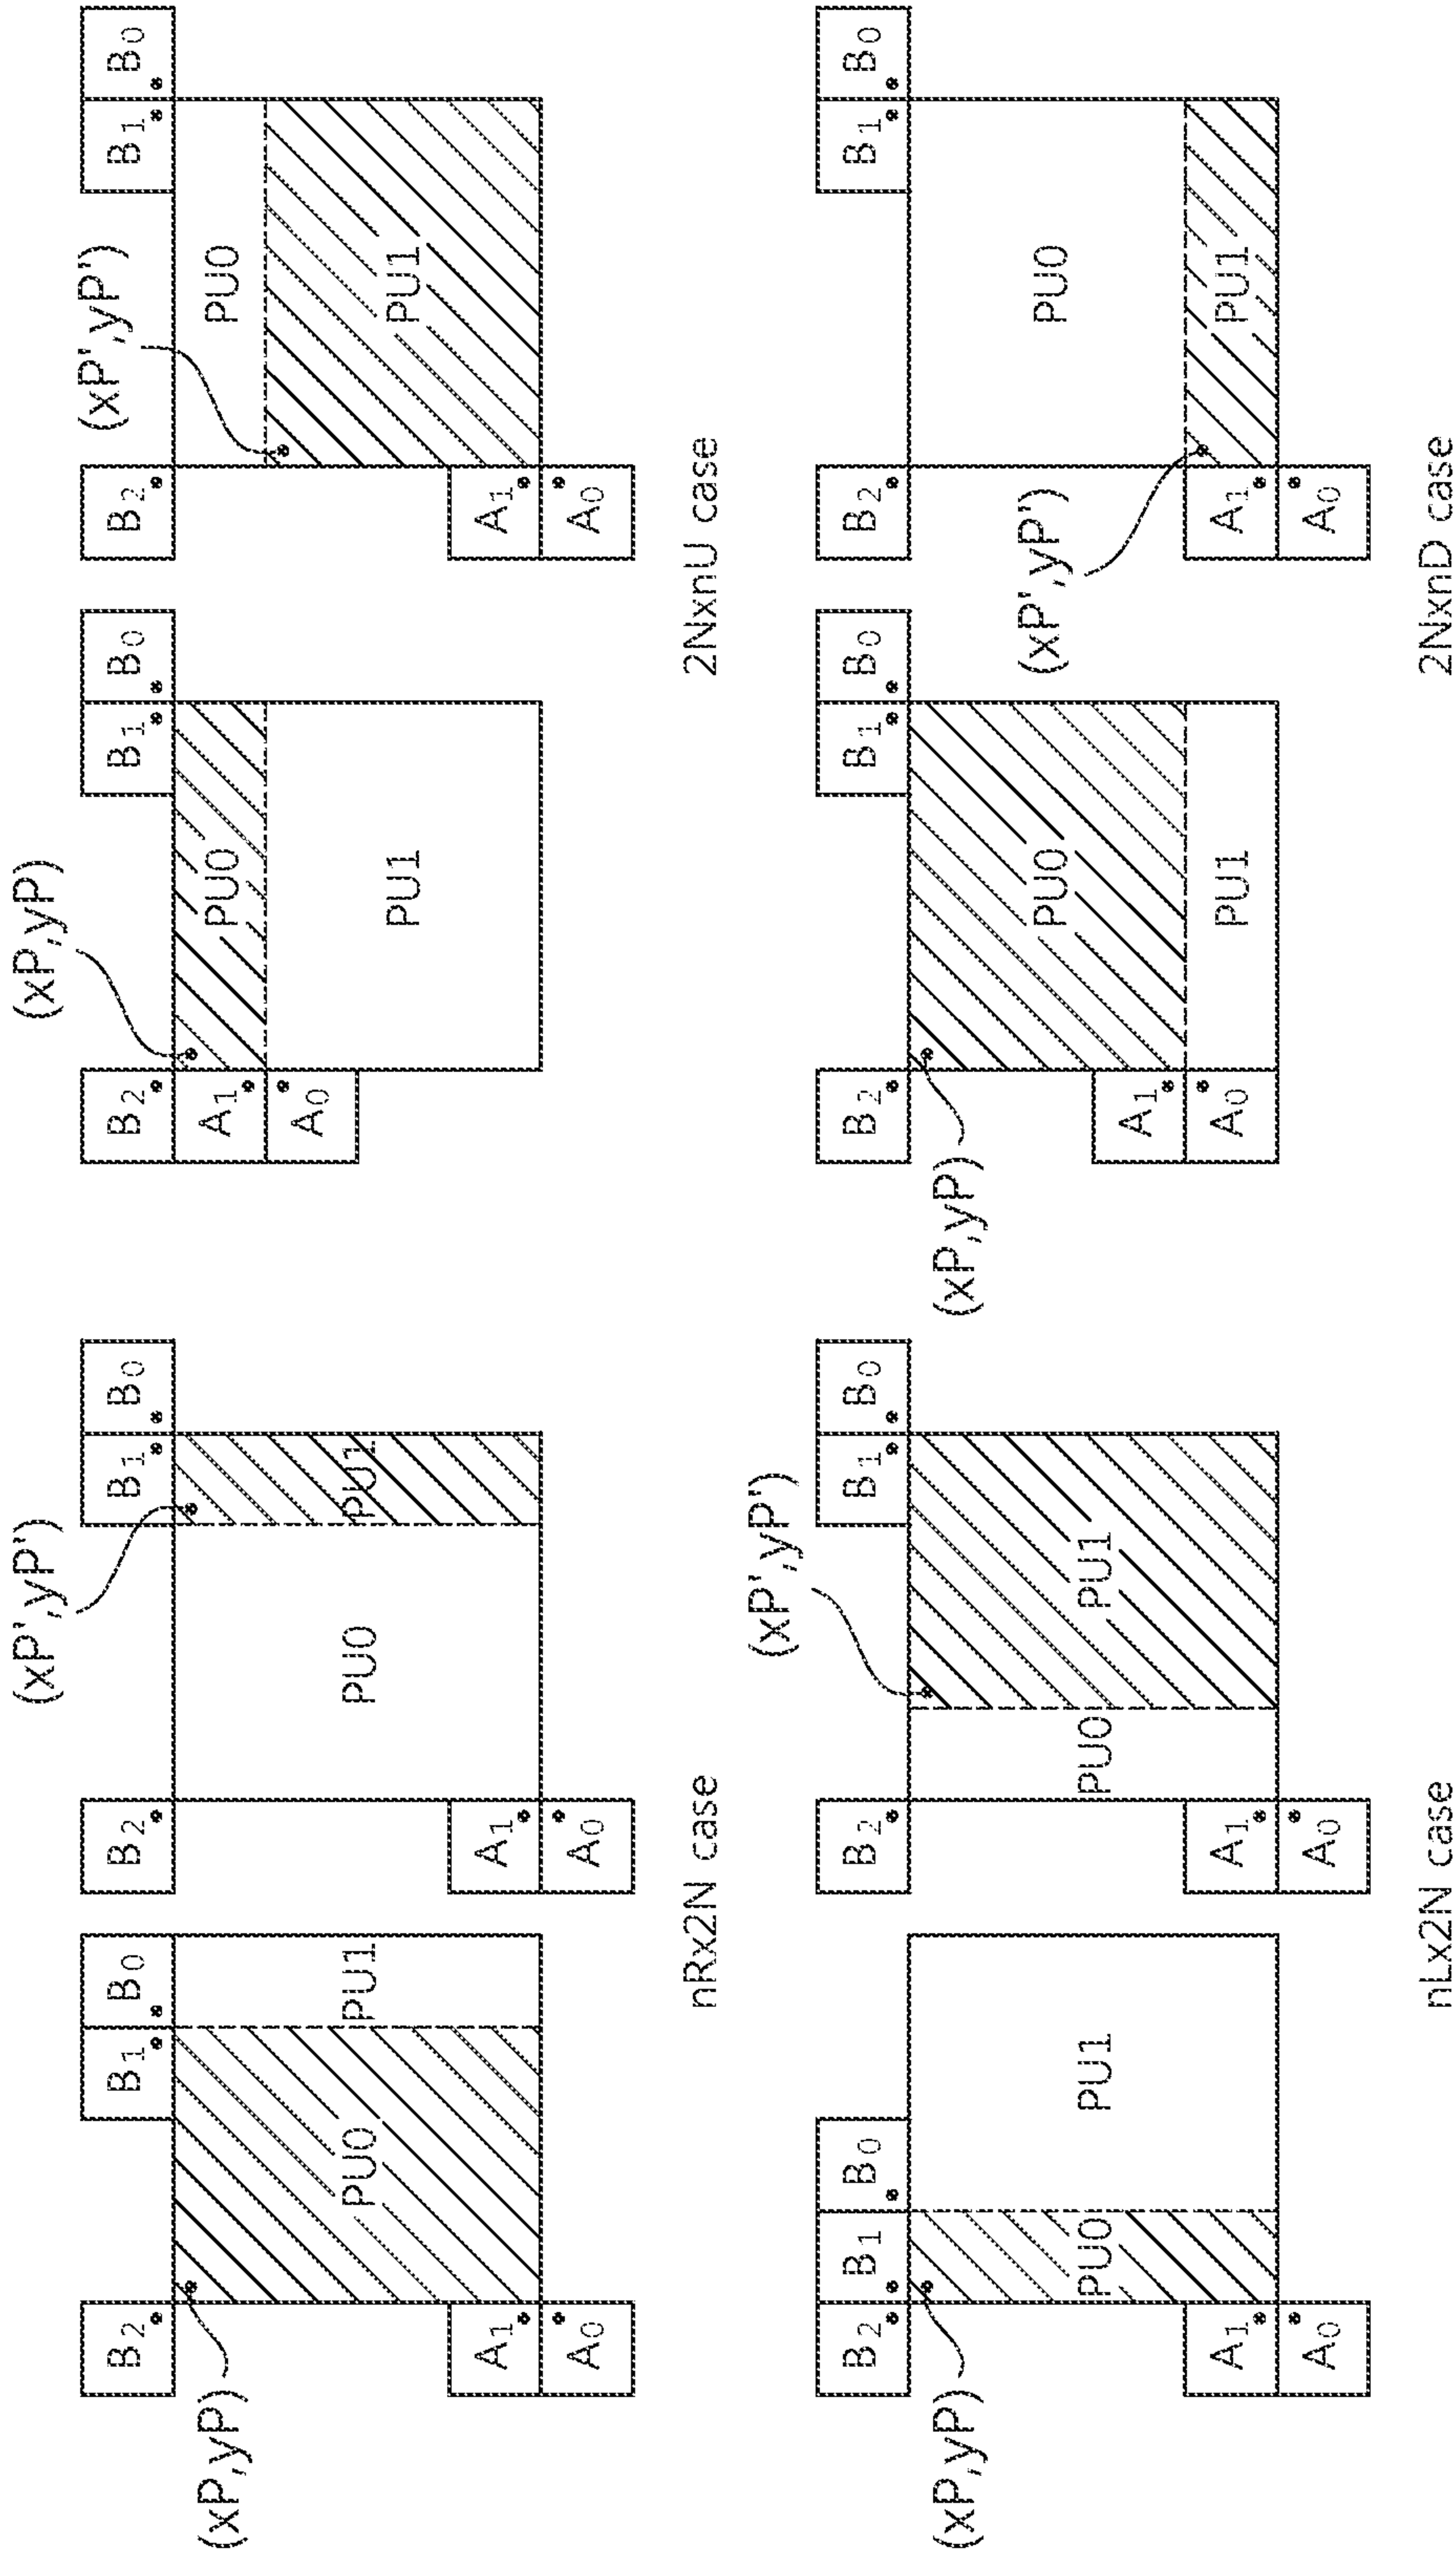 B2
B1
B0
(xP,yP)
PU0
PU1
A1
A0
(xP',yP')
B2
B1
B0
PU0
PU1
A1
A0
nRx2N case
(xP,yP)
B2
B1
B0
A1
PU0
A0
PU1
(xP',yP')
B2
B1
B0
PU0
PU1
A1
A0
2NxnU case
B2
B1
B0
(xP,yP)
PU0
PU1
A1
A0
(xP',yP')
B2
B1
B0
PU0
PU1
A1
A0
nLx2N case
B2
B1
B0
(xP,yP)
PU0
A1
A0
PU1
B2
B1
B0
PU0
(xP',yP')
A1
PU1
A0
2NxnD case